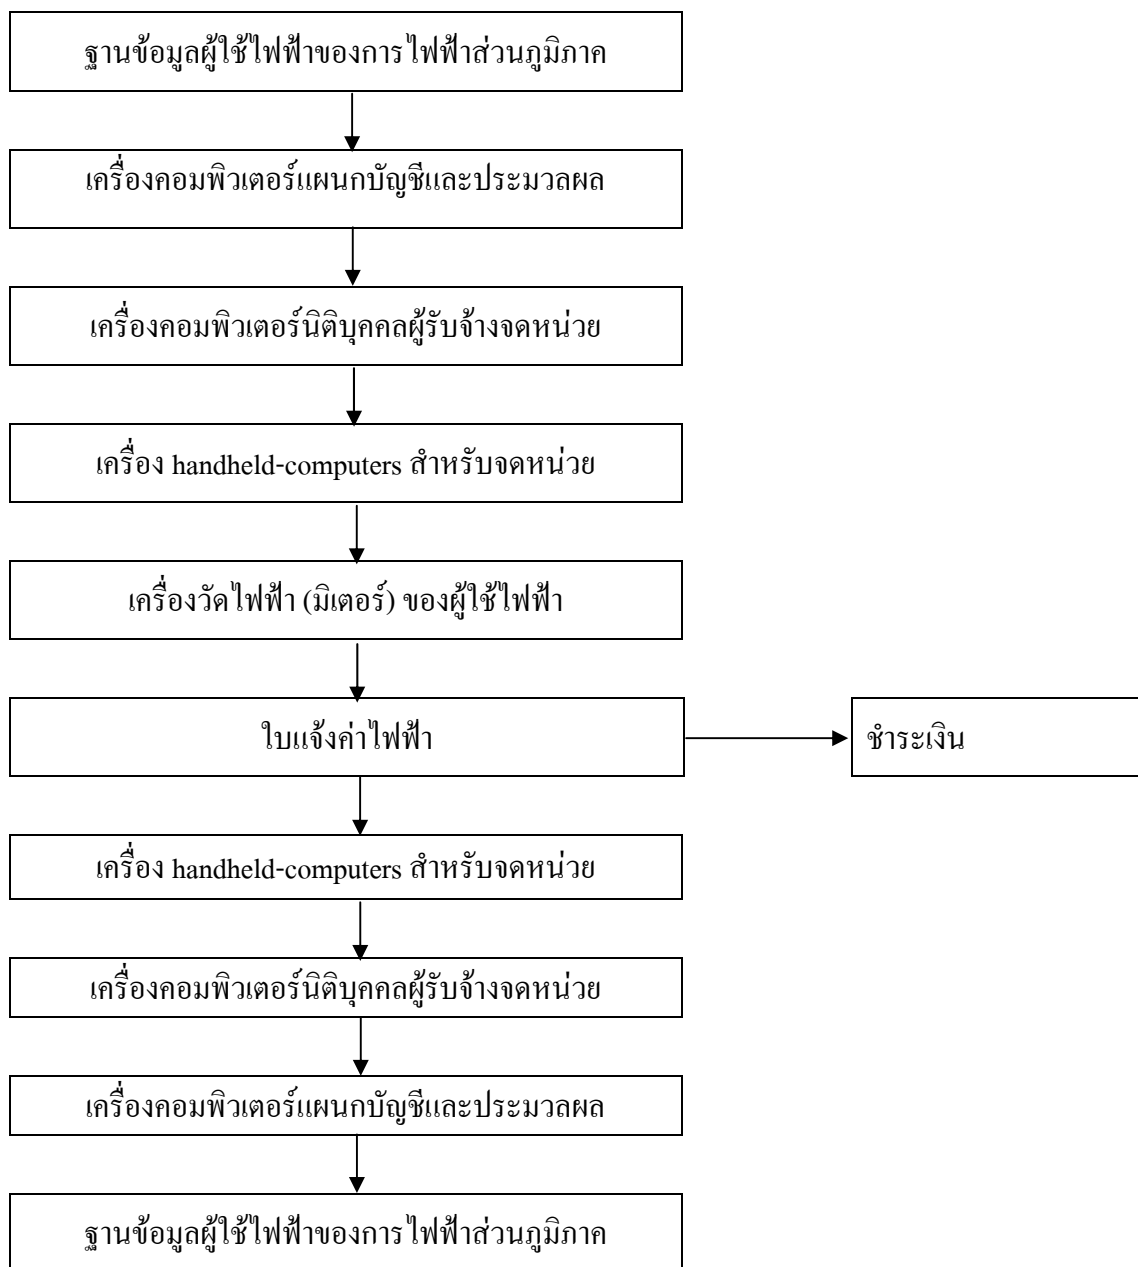 ฐานข้อมูลผู้ใช้ไฟฟ้าของการไฟฟ้าส่วนภูมิภาค
เครื่องคอมพิวเตอร์แผนกบัญชีและประมวลผล
เครื่องคอมพิวเตอร์นิติบุคคลผู้รับจ้างจดหน่วย
เครื่อง handheld-computers สำหรับจดหน่วย
เครื่องวัดไฟฟ้า (มิเตอร์) ของผู้ใช้ไฟฟ้า
ใบแจ้งค่าไฟฟ้า
ชำระเงิน
เครื่อง handheld-computers สำหรับจดหน่วย
เครื่องคอมพิวเตอร์นิติบุคคลผู้รับจ้างจดหน่วย
เครื่องคอมพิวเตอร์แผนกบัญชีและประมวลผล
ฐานข้อมูลผู้ใช้ไฟฟ้าของการไฟฟ้าส่วนภูมิภาค